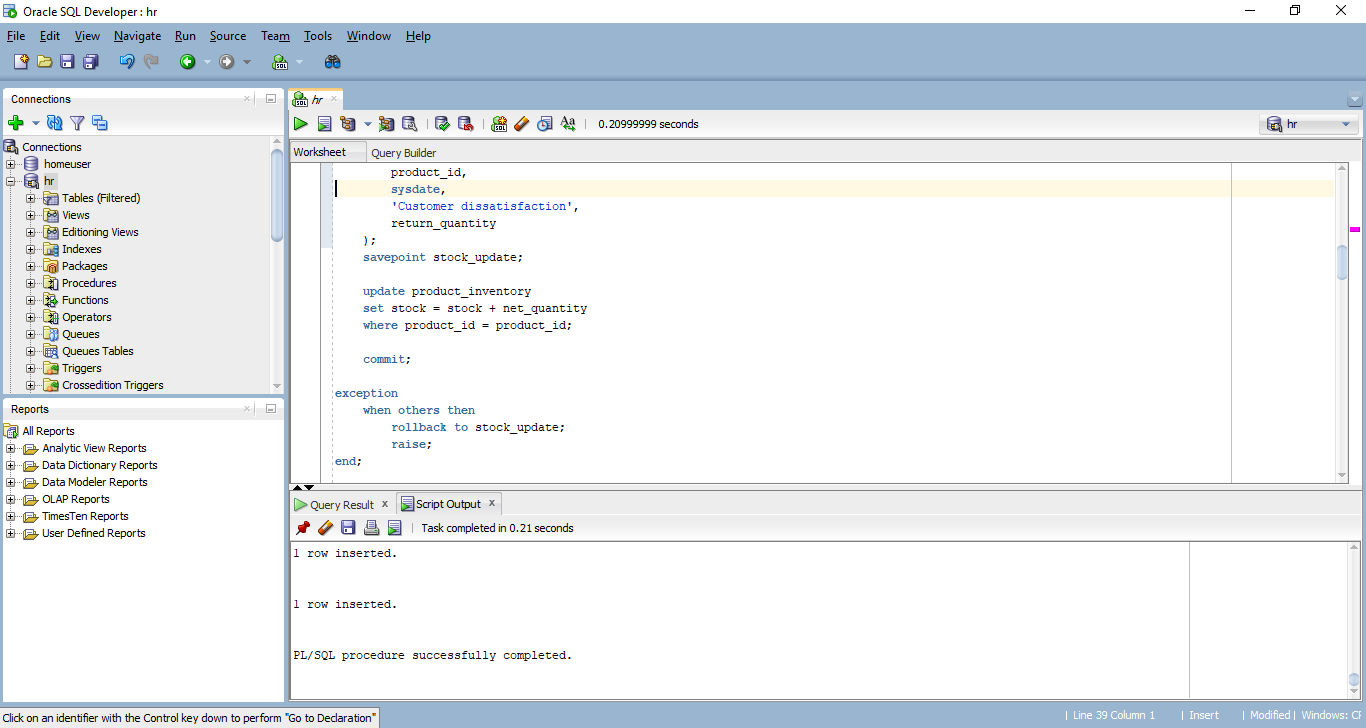 Oracle SQL Developer : hr
File Edit View Navigate Run Source Team Tools Window Help
Connections
Connections
homeuser
hr
Tables (Filtered)
Views
Editioning Views
Indexes
Packages
Procedures
Functions
Operators
Queues
Queues Tables
Triggers
Crossedition Triggers
Reports
All Reports
Analytic View Reports
Data Dictionary Reports
Data Modeler Reports
OLAP Reports
TimesTen Reports
User Defined Reports
hr
0.20999999 seconds
hr
Worksheet Query Builder
product_id,
sysdate,
'Customer dissatisfaction',
return_quantity
);
savepoint stock_update;
update product_inventory
set stock = stock + net_quantity
where product_id = product_id;
commit;
exception
when others then
rollback to stock_update;
raise;
end;
Query Result x Script Output x
Task completed in 0.21 seconds
1 row inserted.
1 row inserted.
PL/SQL procedure successfully completed.
Click on an identifier with the Control key down to perform "Go to Declaration"
| Line 39 Column 1 | Insert | Modified | Windows: CF